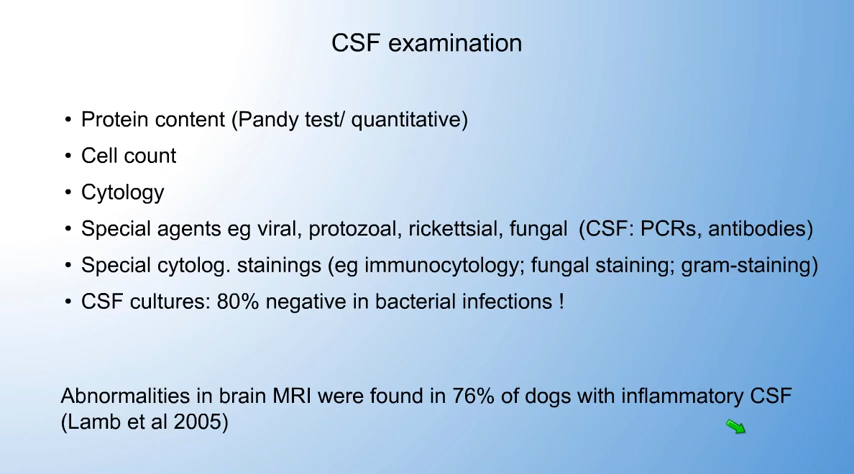 CSF examination
• Protein content (Pandy test/ quantitative)
• Cell count
• Cytology
• Special agents eg viral, protozoal, rickettsial, fungal  (CSF: PCRs, antibodies)
• Special cytolog. stainings (eg immunocytology; fungal staining; gram-staining)
• CSF cultures: 80% negative in bacterial infections !
Abnormalities in brain MRI were found in 76% of dogs with inflammatory CSF
(Lamb et al 2005)